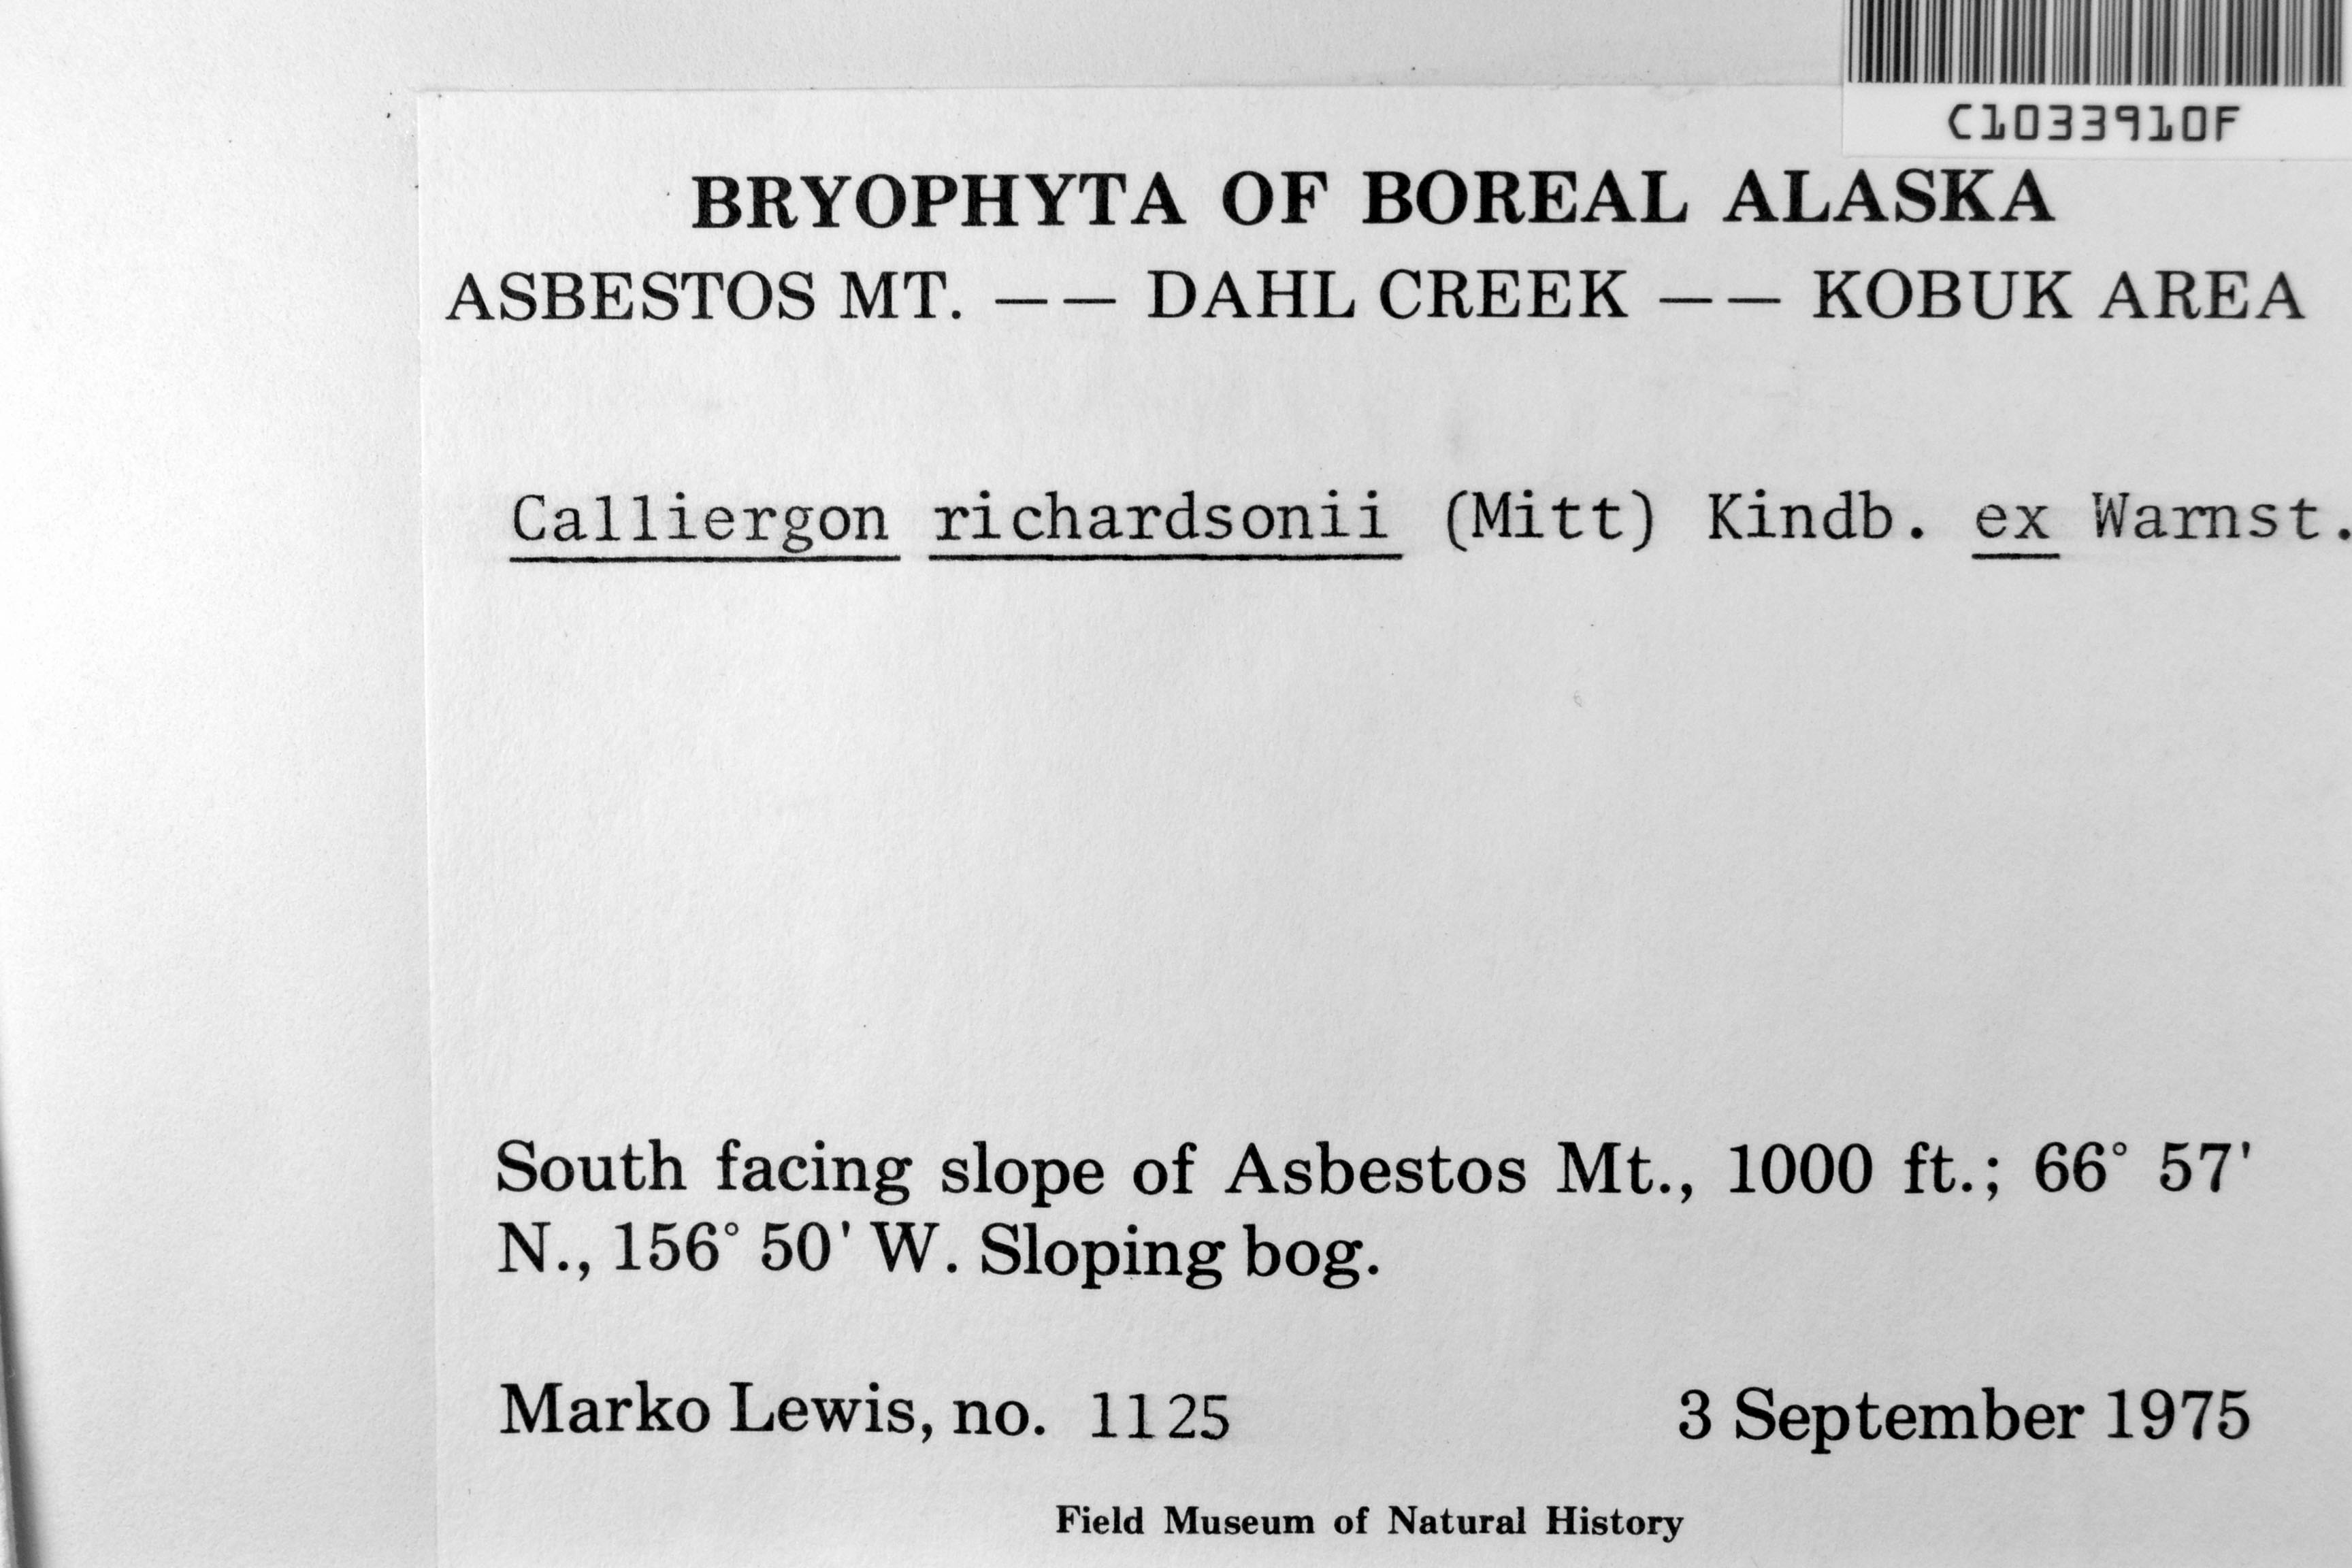 C1033910F
BRYOPHYTA OF BOREAL ALASKA
ASBESTOS MT. —— DAHL CREEK —— KOBUK AREA
Calliergon richardsonii (Mitt) Kindb. ex Warnst.
South facing slope of Asbestos Mt., 1000 ft.; 66° 57'
N., 156° 50' W. Sloping bog.
Marko Lewis, no. 1125 3 September 1975
Field Museum of Natural History